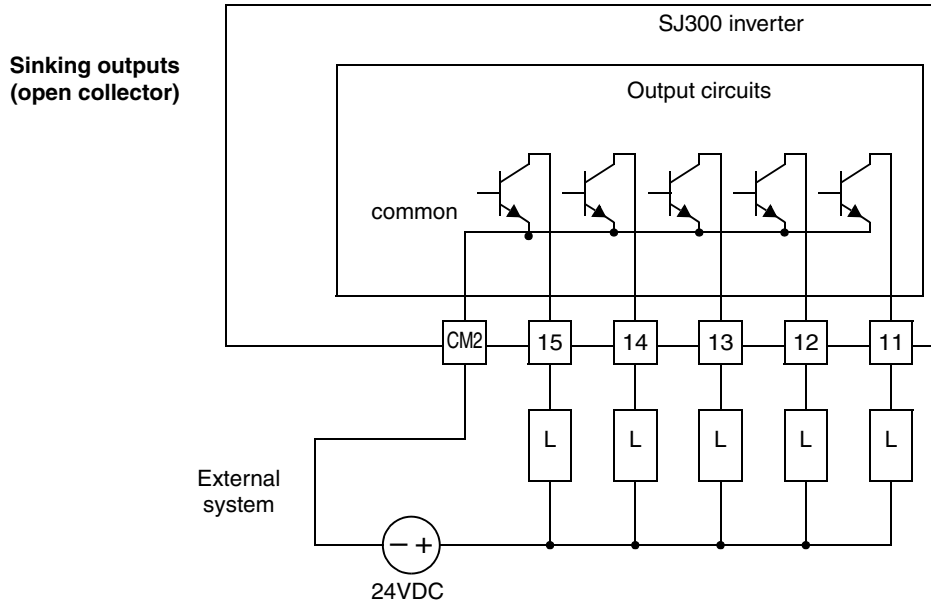 SJ300 inverter
Sinking outputs
(open collector)
Output circuits
common
CM2 15 14 13 12 11
L L L L L
External
system
– +
24VDC